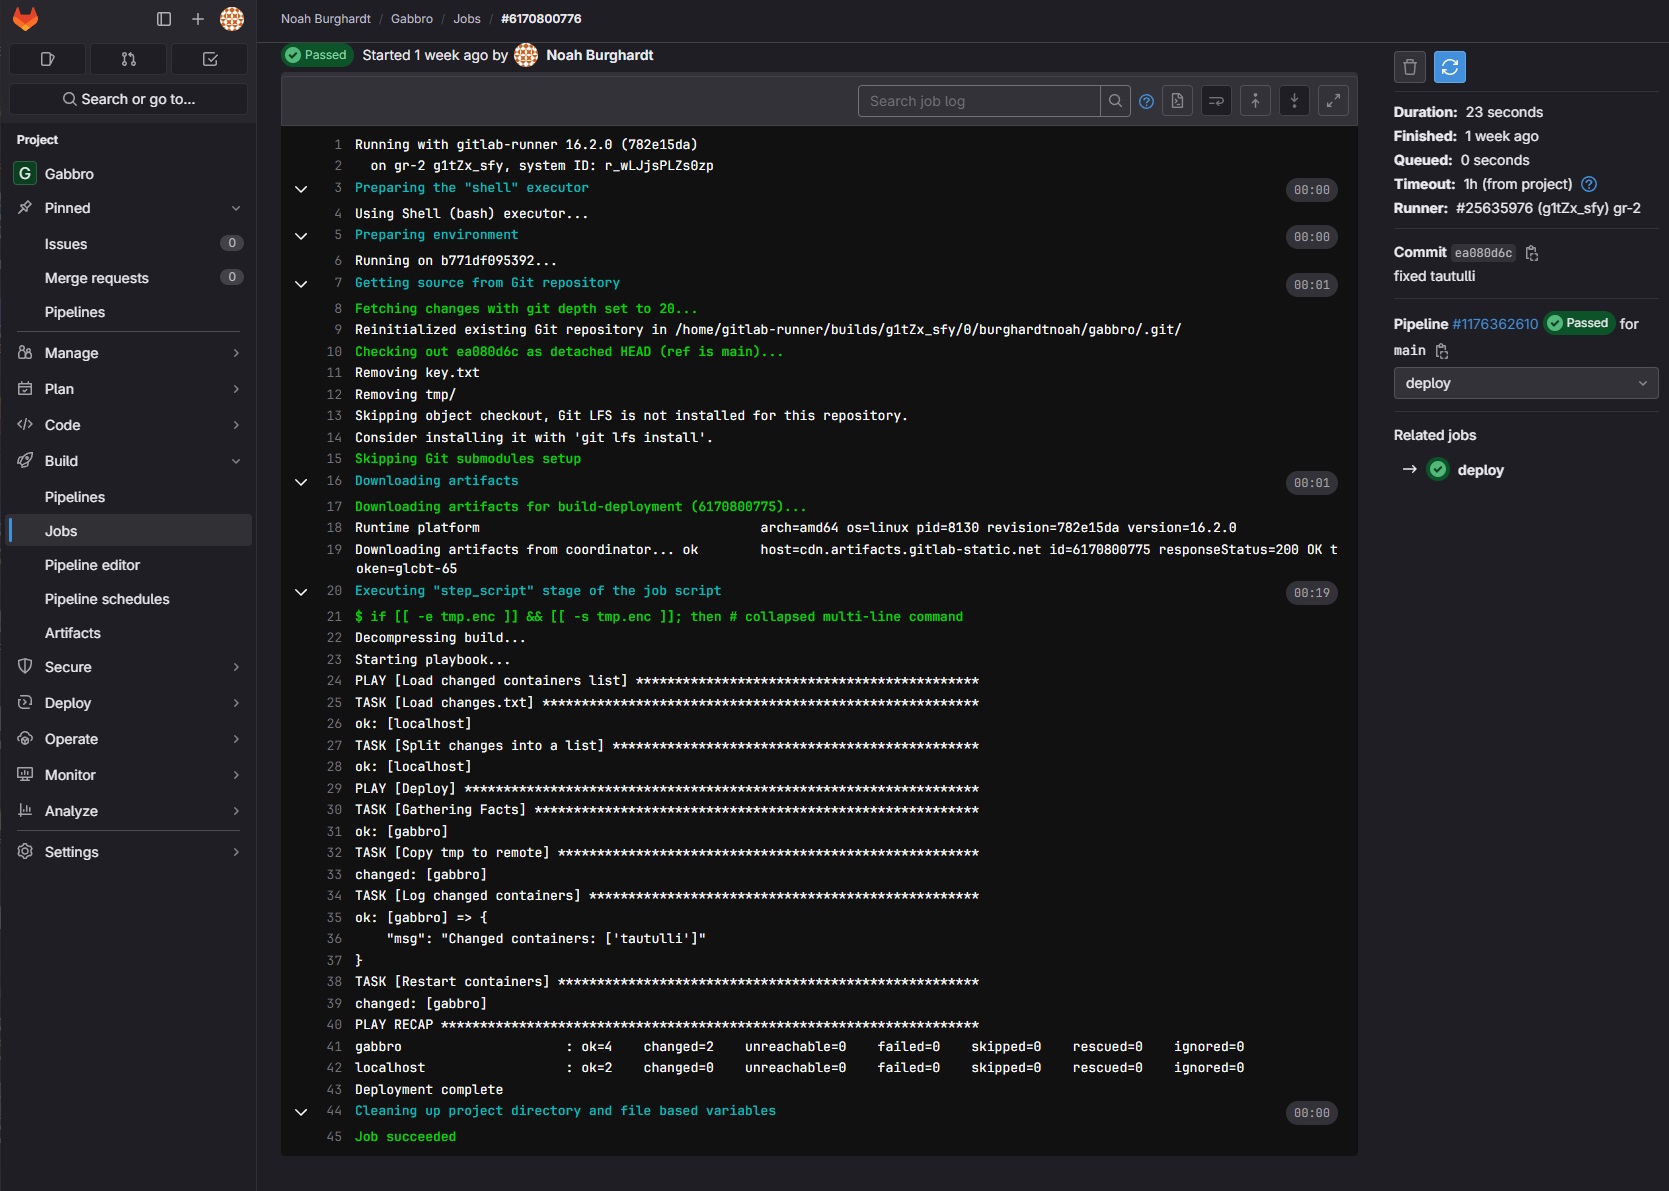 Noah Burghardt / Gabbro / Jobs / #6170800776
Search or go to...
Project
G Gabbro
Pinned
Issues 0
Merge requests 0
Pipelines
Manage
Plan
Code
Build
Pipelines
Jobs
Pipeline editor
Pipeline schedules
Artifacts
Secure
Deploy
Operate
Monitor
Analyze
Settings
Passed Started 1 week ago by Noah Burghardt
Search job log
1 Running with gitlab-runner 16.2.0 (782e15da)
2 on gr-2 g1tZx_sfy, system ID: r_wLJjsPLZs0zp
3 Preparing the "shell" executor 00:00
4 Using Shell (bash) executor...
5 Preparing environment 00:00
6 Running on b771df095392...
7 Getting source from Git repository 00:01
8 Fetching changes with git depth set to 20...
9 Reinitialized existing Git repository in /home/gitlab-runner/builds/g1tZx_sfy/0/burghardtnoah/gabbro/.git/
10 Checking out ea080d6c as detached HEAD (ref is main)...
11 Removing key.txt
12 Removing tmp/
13 Skipping object checkout, Git LFS is not installed for this repository.
14 Consider installing it with 'git lfs install'.
15 Skipping Git submodules setup
16 Downloading artifacts 00:01
17 Downloading artifacts for build-deployment (6170800775)...
18 Runtime platform arch=amd64 os=linux pid=8130 revision=782e15da version=16.2.0
19 Downloading artifacts from coordinator... ok host=cdn.artifacts.gitlab-static.net id=6170800775 responseStatus=200 OK t
oken=glcbt-65
20 Executing "step_script" stage of the job script 00:19
21 $ if [[ -e tmp.enc ]] && [[ -s tmp.enc ]]; then # collapsed multi-line command
22 Decompressing build...
23 Starting playbook...
24 PLAY [Load changed containers list] ********************************************
25 TASK [Load changes.txt] ********************************************************
26 ok: [localhost]
27 TASK [Split changes into a list] ***********************************************
28 ok: [localhost]
29 PLAY [Deploy] ******************************************************************
30 TASK [Gathering Facts] *********************************************************
31 ok: [gabbro]
32 TASK [Copy tmp to remote] ******************************************************
33 changed: [gabbro]
34 TASK [Log changed containers] **************************************************
35 ok: [gabbro] => {
36 "msg": "Changed containers: ['tautulli']"
37 }
38 TASK [Restart containers] ******************************************************
39 changed: [gabbro]
40 PLAY RECAP *********************************************************************
41 gabbro : ok=4 changed=2 unreachable=0 failed=0 skipped=0 rescued=0 ignored=0
42 localhost : ok=2 changed=0 unreachable=0 failed=0 skipped=0 rescued=0 ignored=0
43 Deployment complete
44 Cleaning up project directory and file based variables 00:00
45 Job succeeded
Duration: 23 seconds
Finished: 1 week ago
Queued: 0 seconds
Timeout: 1h (from project)
Runner: #25635976 (g1tZx_sfy) gr-2
Commit ea080d6c
fixed tautulli
Pipeline #1176362610 Passed for
main
deploy
Related jobs
→ deploy